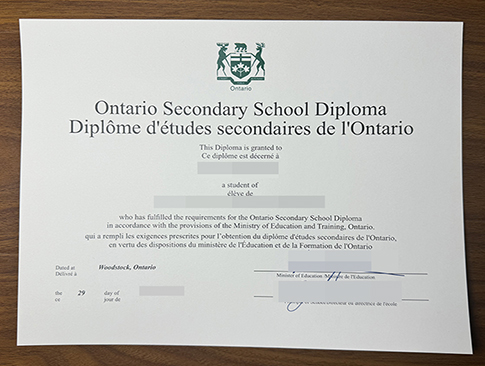 Ontario
Ontario Secondary School Diploma
Diplôme d'études secondaires de l'Ontario
This Diploma is granted to
Ce diplôme est décerné à
a student of
élève de
who has fulfilled the requirements for the Ontario Secondary School Diploma
in accordance with the provisions of the Ministry of Education and Training, Ontario.
qui a rempli les exigences prescrites pour l'obtention du diplôme d'études secondaires de l'Ontario,
en vertu des dispositions du ministère de l'Éducation et de la Formation de l'Ontario
Dated at Woodstock, Ontario
Délivré à
Minister of Education /Ministre de l'Éducation
the 29 day of
ce jour de
ou directrice de l'école